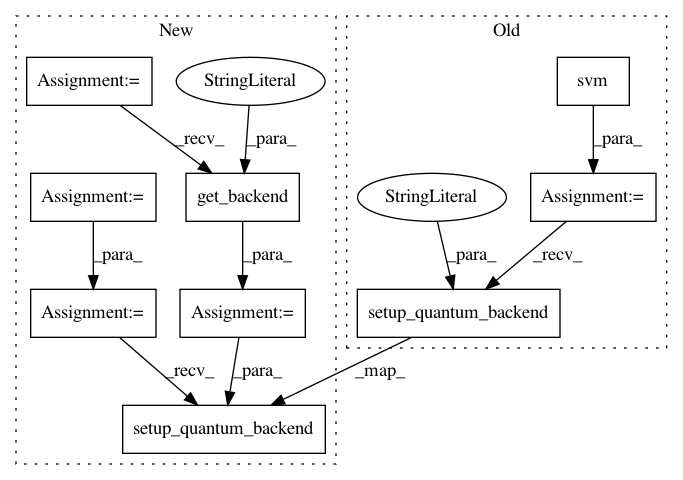 New
Old
Assignment:=
StringLiteral
svm
_recv_
_para_
_para_
Assignment:=
get_backend
StringLiteral
Assignment:=
_para_
_para_
_para_
_recv_
Assignment:=
Assignment:=
setup_quantum_backend
_recv_
_para_
_map_
setup_quantum_backend